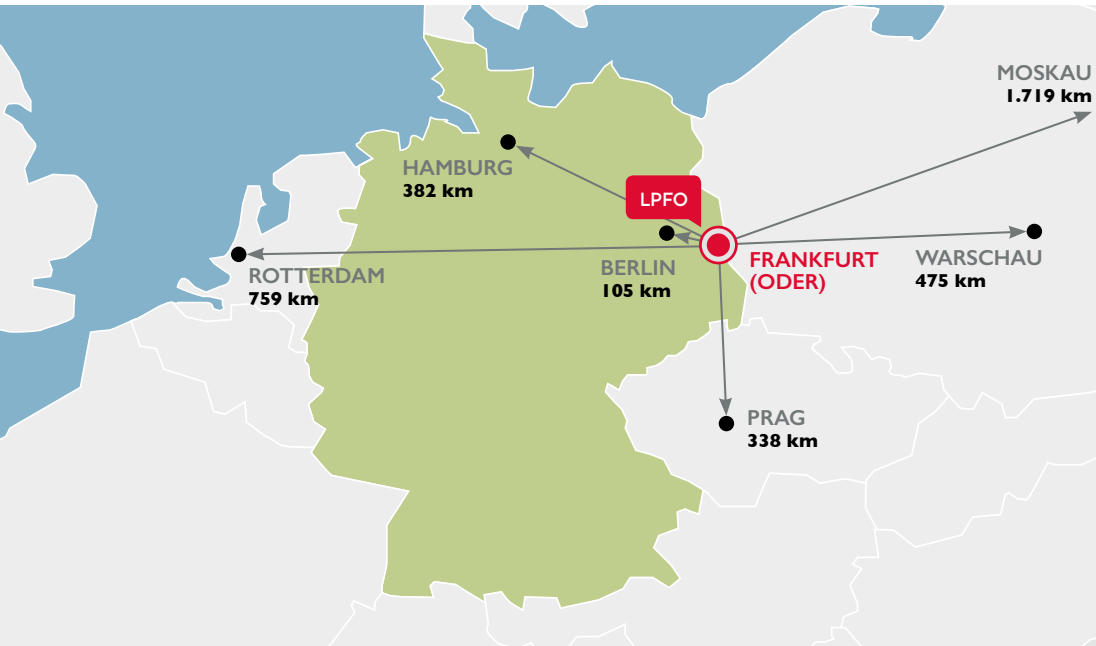 MOSKAU
1.719 km
HAMBURG
382 km
LPFO
ROTTERDAM
759 km
BERLIN
105 km
FRANKFURT
(ODER)
WARSCHAU
475 km
PRAG
338 km